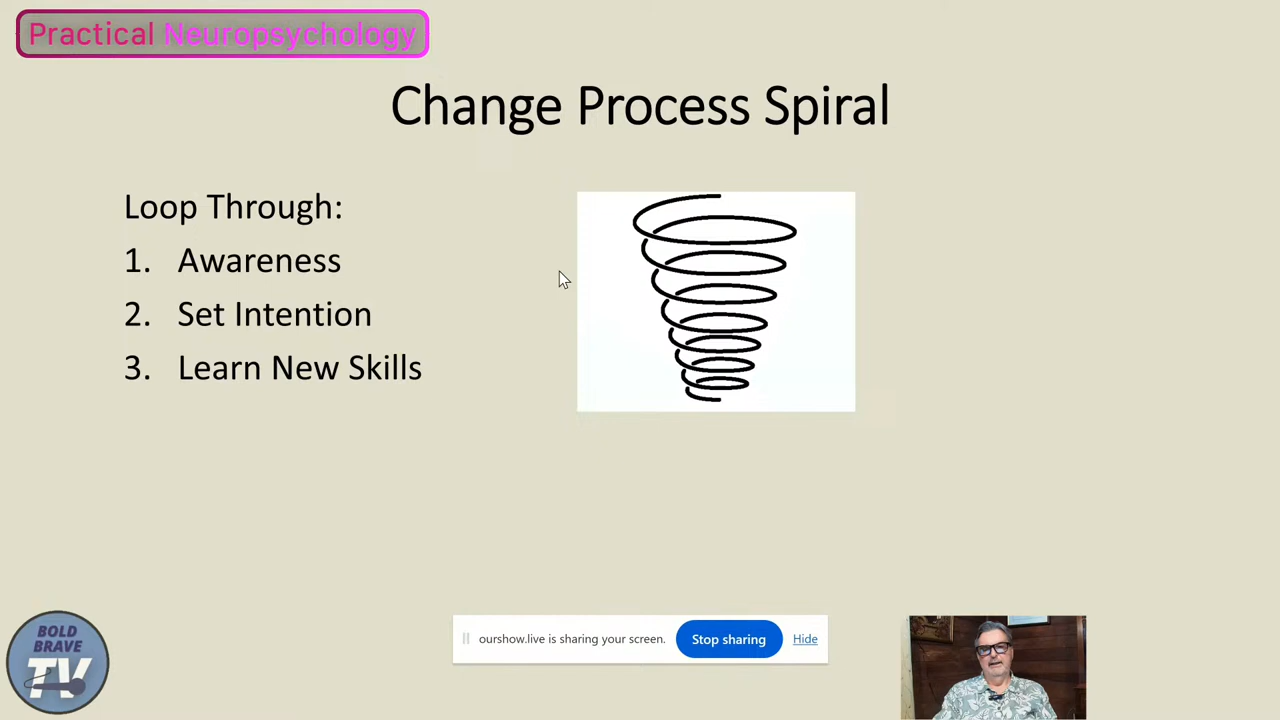 Practical Neuropsychology
Change Process Spiral
Loop Through:
1. Awareness
2. Set Intention
3. Learn New Skills
ourshow.live is sharing your screen. Stop sharing Hide
BOLD
BRAVE
TV